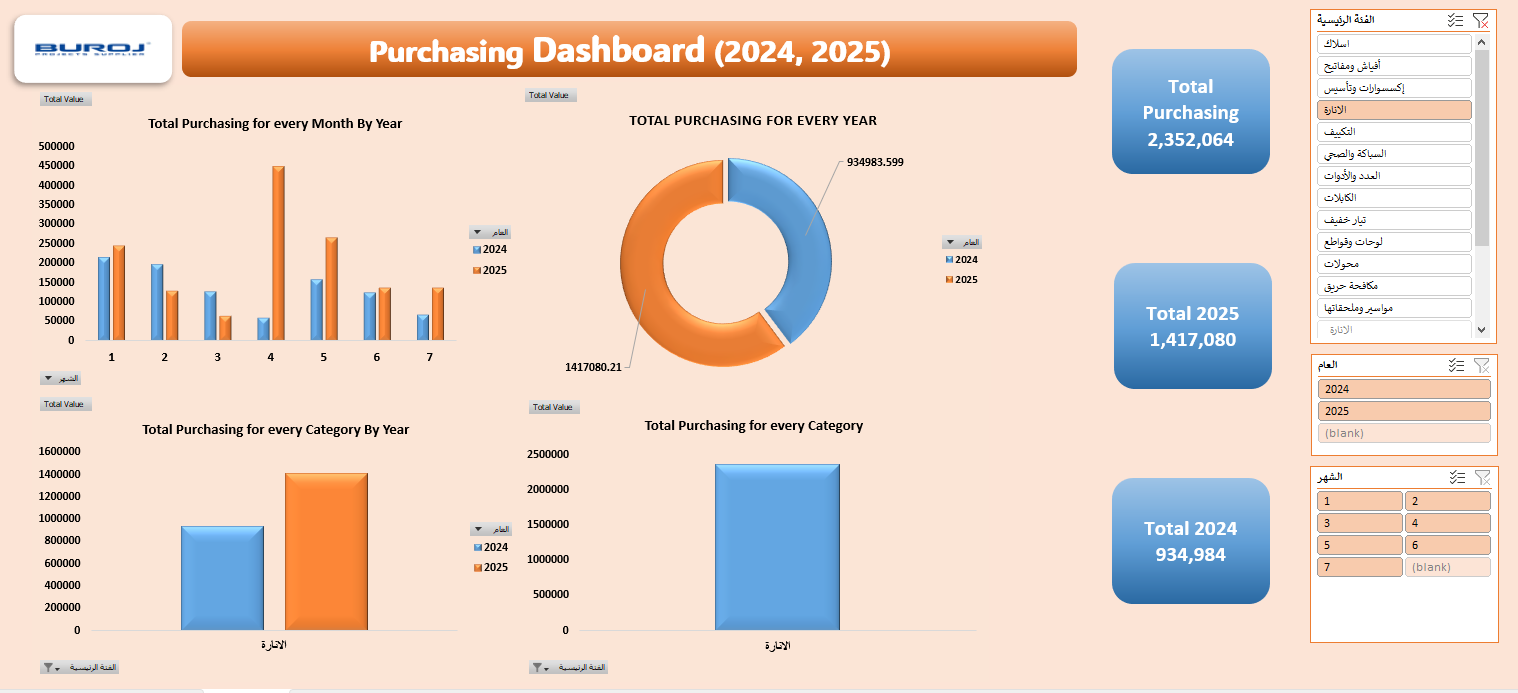 BUROJ
PROJECTS SUPPLIER
Purchasing Dashboard (2024, 2025)
Total Value
Total Purchasing for every Month By Year
500000
450000
400000
350000
300000
250000
200000
150000
100000
50000
0
1 2 3 4 5 6 7
العام
2024
2025
الشهر
Total Value
TOTAL PURCHASING FOR EVERY YEAR
934983.599
1417080.21
العام
2024
2025
Total Value
Total Purchasing for every Category By Year
1600000
1400000
1200000
1000000
800000
600000
400000
200000
0
الانارة
العام
2024
2025
الفئة الرئيسية
Total Value
Total Purchasing for every Category
2500000
2000000
1500000
1000000
500000
0
الانارة
الفئة الرئيسية
Total
Purchasing
2,352,064
Total 2025
1,417,080
Total 2024
934,984
الفئة الرئيسية
اسلاك
أفياش ومفاتيح
إكسسوارات وتأسيس
الانارة
التكييف
السباكة والصحي
العدد والأدوات
الكابلات
تيار خفيف
لوحات وقواطع
محولات
مكافحة حريق
مواسير وملحقاتها
الانارة
العام
2024
2025
(blank)
الشهر
1 2
3 4
5 6
7 (blank)